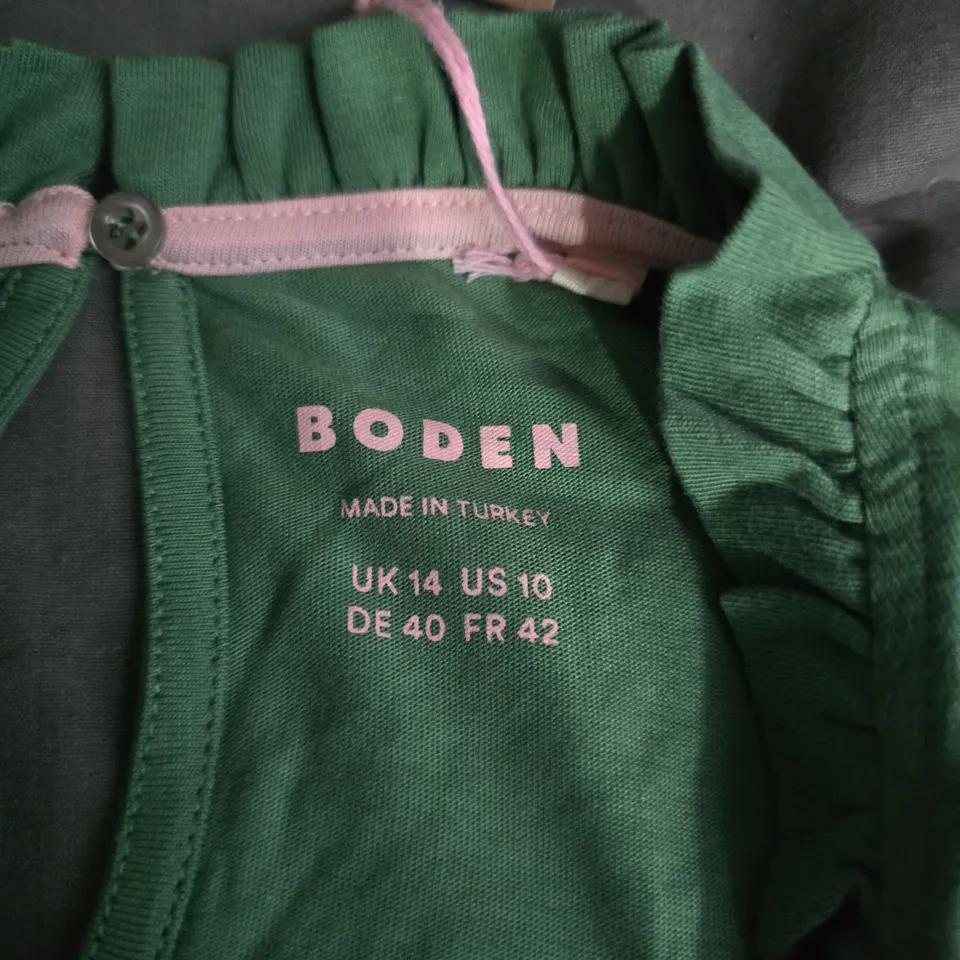 BODEN
MADE IN TURKEY
UK 14 US 10
DE 40 FR 42